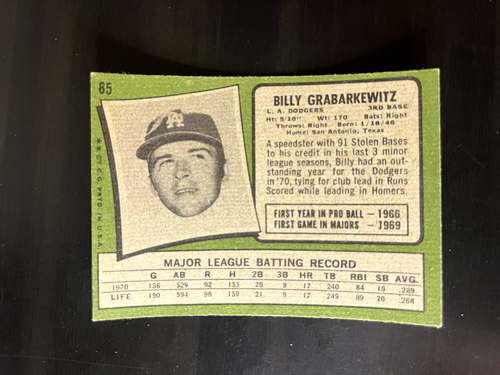 85
BILLY GRABARKEWITZ
L. A. DODGERS 3RD BASE
Ht: 5'10" Wt: 170 Bats: Right
Throws: Right Born: 1/18/46
Home: San Antonio, Texas
A speedster with 91 Stolen Bases
to his credit in his last 3 minor
league seasons, Billy had an out-
standing year for the Dodgers
in '70, tying for club lead in Runs
Scored while leading in Homers.
FIRST YEAR IN PRO BALL — 1966
FIRST GAME IN MAJORS — 1969
★★ ©T.C.G. PRTD. IN U.S.A.
LA
MAJOR LEAGUE BATTING RECORD
G AB R H 2B 3B HR TB RBI SB AVG.
1970 156 529 92 153 20 8 17 240 84 19 .289
LIFE 190 594 96 159 21 9 17 249 89 20 .268